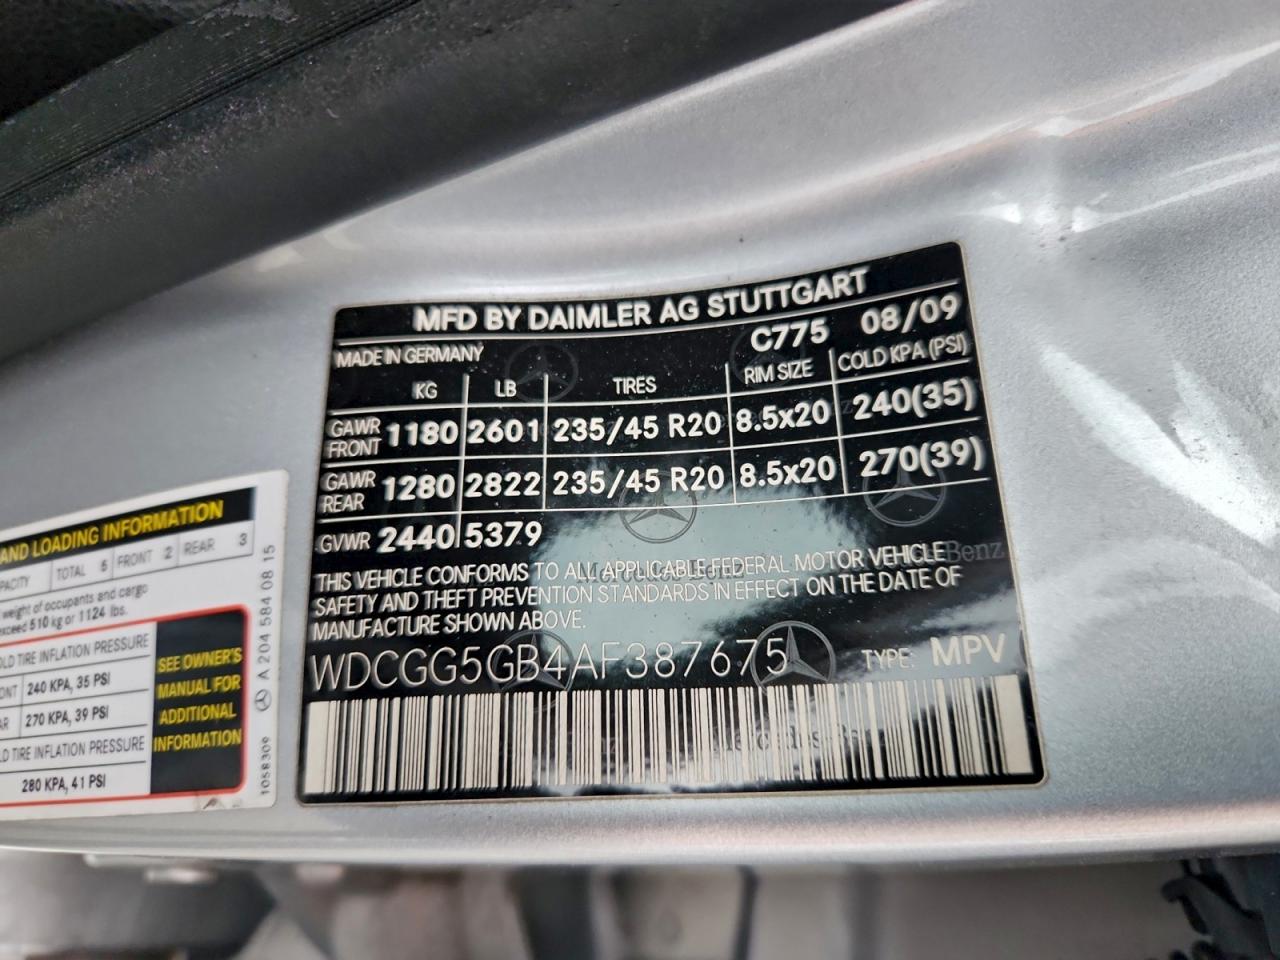 MFD BY DAIMLER AG STUTTGART
MADE IN GERMANY C775 08/09
KG LB TIRES RIM SIZE COLD KPA (PSI)
GAWR FRONT 1180 2601 235/45 R20 8.5x20 240(35)
GAWR REAR 1280 2822 235/45 R20 8.5x20 270(39)
GVWR 2440 5379
THIS VEHICLE CONFORMS TO ALL APPLICABLE FEDERAL MOTOR VEHICLE
SAFETY AND THEFT PREVENTION STANDARDS IN EFFECT ON THE DATE OF
MANUFACTURE SHOWN ABOVE.
WDCGG5GB4AF387675 TYPE: MPV
Mercedes-Benz
AND LOADING INFORMATION
TOTAL 5 FRONT 2 REAR 3
weight of occupants and cargo
exceed 510 kg or 1124 lbs.
TIRE INFLATION PRESSURE
240 KPA, 35 PSI
270 KPA, 39 PSI
TIRE INFLATION PRESSURE
280 KPA, 41 PSI
SEE OWNER'S
MANUAL FOR
ADDITIONAL
INFORMATION
A 204 584 08 15
1058309